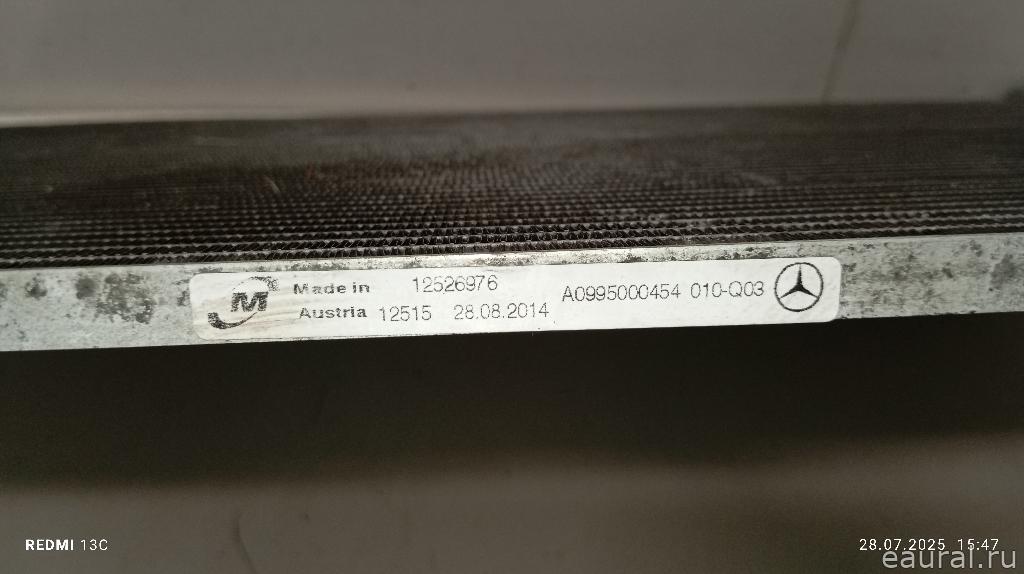 M
Made in 12526976
Austria 12515 28.08.2014
A0995000454 010-Q03
REDMI 13C
28.07.2025 15:47
eaural.ru